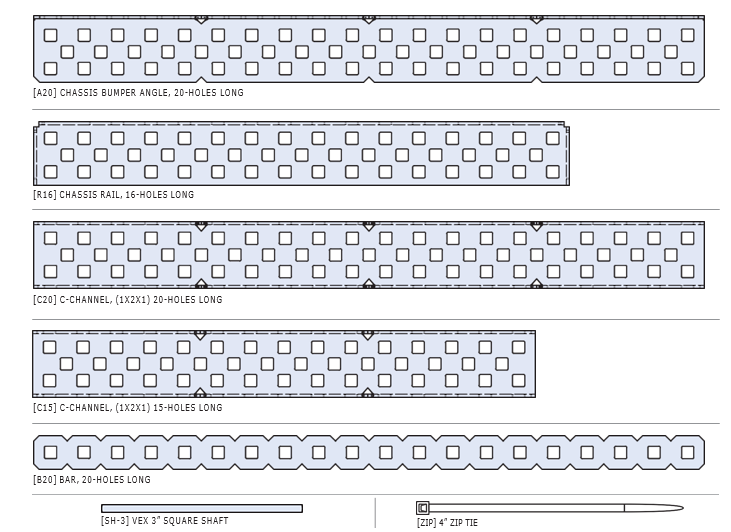 [A20] CHASSIS BUMPER ANGLE, 20-HOLES LONG
[R16] CHASSIS RAIL, 16-HOLES LONG
[C20] C-CHANNEL, (1X2X1) 20-HOLES LONG
[C15] C-CHANNEL, (1X2X1) 15-HOLES LONG
[B20] BAR, 20-HOLES LONG
[SH-3] VEX 3" SQUARE SHAFT
[ZIP] 4" ZIP TIE